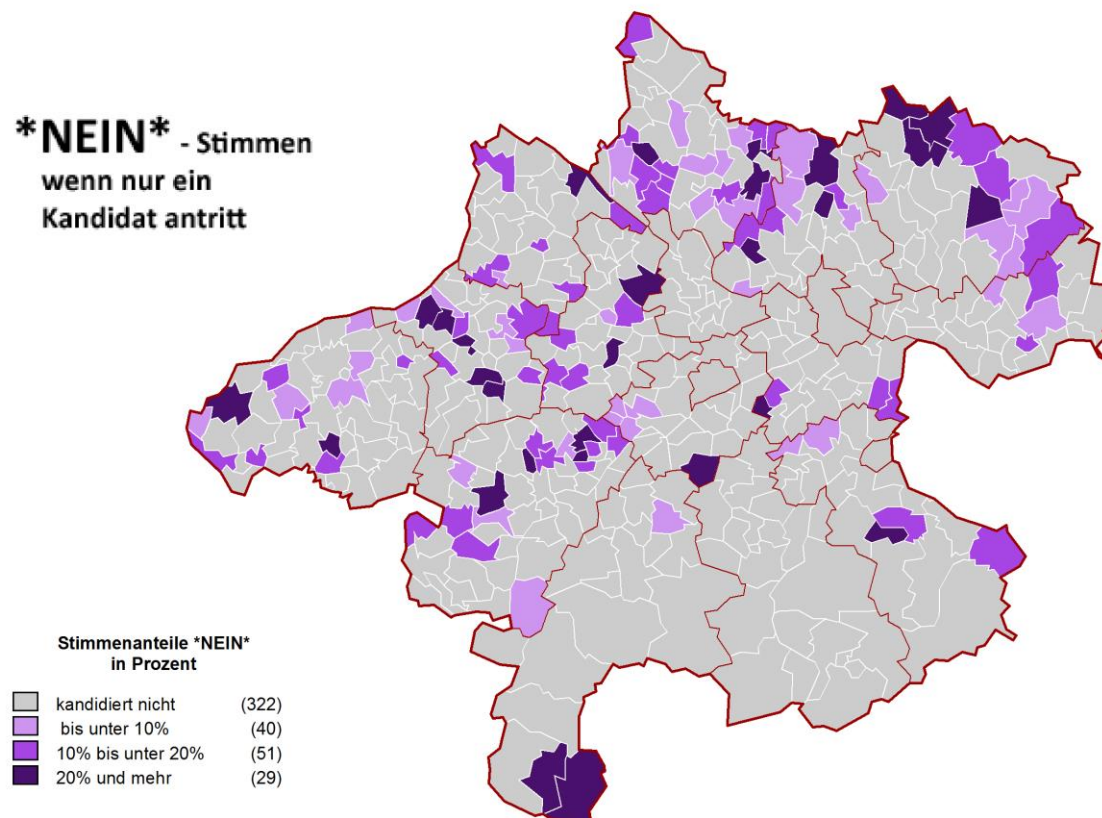 *NEIN* - Stimmen
wenn nur ein
Kandidat antritt
Stimmenanteile *NEIN*
in Prozent
kandidiert nicht (322)
bis unter 10% (40)
10% bis unter 20% (51)
20% und mehr (29)